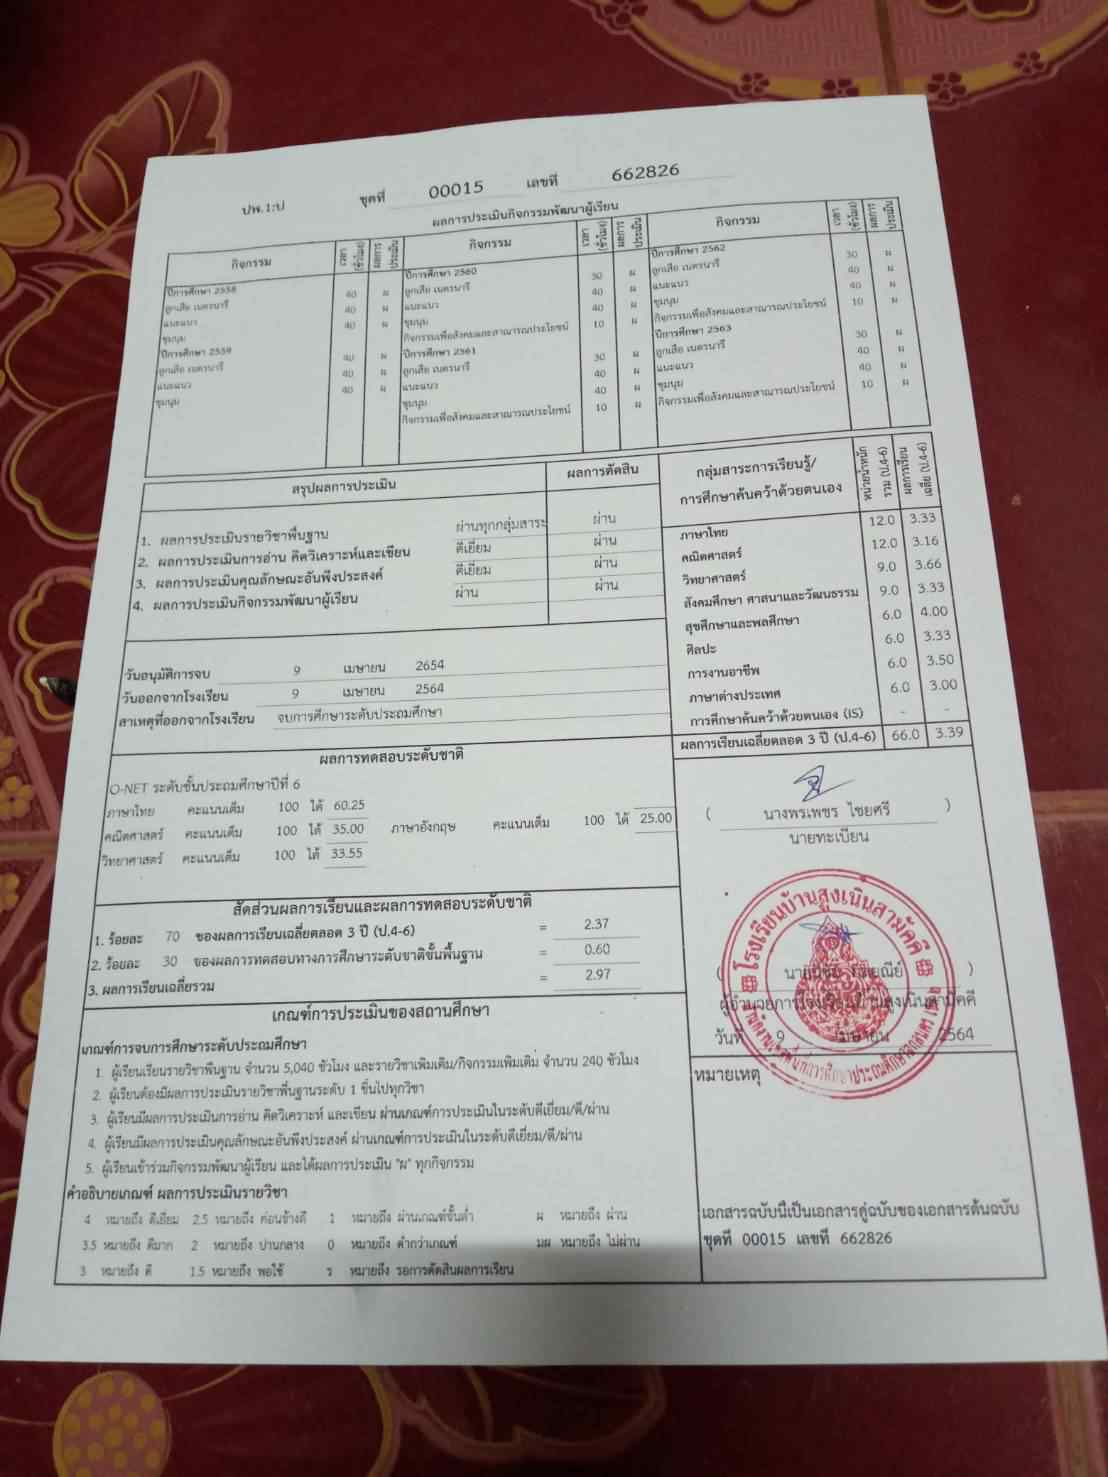 ปพ.1:ป ชุดที่ 00015 เลขที่ 662826
ผลการประเมินกิจกรรมพัฒนาผู้เรียน
กิจกรรม เวลา (ชั่วโมง) ผลการประเมิน
ปีการศึกษา 2558
ลูกเสือ เนตรนารี 40 ผ
แนะแนว 40 ผ
ชุมนุม 40 ผ
ปีการศึกษา 2559
ลูกเสือ เนตรนารี 40 ผ
แนะแนว 40 ผ
ชุมนุม 40 ผ
กิจกรรม เวลา (ชั่วโมง) ผลการประเมิน
ปีการศึกษา 2560
ลูกเสือ เนตรนารี 30 ผ
แนะแนว 40 ผ
ชุมนุม 40 ผ
กิจกรรมเพื่อสังคมและสาณารณประโยชน์ 10 ผ
ปีการศึกษา 2561
ลูกเสือ เนตรนารี 30 ผ
แนะแนว 40 ผ
ชุมนุม 40 ผ
กิจกรรมเพื่อสังคมและสาณารณประโยชน์ 10 ผ
กิจกรรม เวลา (ชั่วโมง) ผลการประเมิน
ปีการศึกษา 2562
ลูกเสือ เนตรนารี 30 ผ
แนะแนว 40 ผ
ชุมนุม 40 ผ
กิจกรรมเพื่อสังคมและสาณารณประโยชน์ 10 ผ
ปีการศึกษา 2563
ลูกเสือ เนตรนารี 30 ผ
แนะแนว 40 ผ
ชุมนุม 40 ผ
กิจกรรมเพื่อสังคมและสาณารณประโยชน์ 10 ผ
สรุปผลการประเมิน ผลการตัดสิน
1. ผลการประเมินรายวิชาพื้นฐาน ผ่านทุกกลุ่มสาระ ผ่าน
2. ผลการประเมินการอ่าน คิดวิเคราะห์และเขียน ดีเยี่ยม ผ่าน
3. ผลการประเมินคุณลักษณะอันพึงประสงค์ ดีเยี่ยม ผ่าน
4. ผลการประเมินกิจกรรมพัฒนาผู้เรียน ผ่าน ผ่าน
วันอนุมัติการจบ 9 เมษายน 2654
วันออกจากโรงเรียน 9 เมษายน 2564
สาเหตุที่ออกจากโรงเรียน จบการศึกษาระดับประถมศึกษา
กลุ่มสาระการเรียนรู้/
การศึกษาค้นคว้าด้วยตนเอง
หน่วยน้ำหนัก รวม (ป.4-6)
ผลการเรียน เฉลี่ย (ป.4-6)
ภาษาไทย 12.0 3.33
คณิตศาสตร์ 12.0 3.16
วิทยาศาสตร์ 9.0 3.66
สังคมศึกษา ศาสนาและวัฒนธรรม 9.0 3.33
สุขศึกษาและพลศึกษา 6.0 4.00
ศิลปะ 6.0 3.33
การงานอาชีพ 6.0 3.50
ภาษาต่างประเทศ 6.0 3.00
การศึกษาค้นคว้าด้วยตนเอง (IS) - -
ผลการเรียนเฉลี่ยตลอด 3 ปี (ป.4-6) 66.0 3.39
ผลการทดสอบระดับชาติ
O-NET ระดับชั้นประถมศึกษาปีที่ 6
ภาษาไทย คะแนนเต็ม 100 ได้ 60.25
คณิตศาสตร์ คะแนนเต็ม 100 ได้ 35.00 ภาษาอังกฤษ คะแนนเต็ม 100 ได้ 25.00
วิทยาศาสตร์ คะแนนเต็ม 100 ได้ 33.55
สัดส่วนผลการเรียนและผลการทดสอบระดับชาติ
1. ร้อยละ 70 ของผลการเรียนเฉลี่ยตลอด 3 ปี (ป.4-6) = 2.37
2. ร้อยละ 30 ของผลการทดสอบทางการศึกษาระดับชาติขั้นพื้นฐาน = 0.60
3. ผลการเรียนเฉลี่ยรวม = 2.97
( นางพรเพชร ไชยศรี )
นายทะเบียน
โรงเรียนบ้านสูงเนินสามัคคี
ผู้อำนวยการโรงเรียนบ้านสูงเนินสามัคคี
วันที่ 9 เมษายน 2564
เกณฑ์การประเมินของสถานศึกษา
เกณฑ์การจบการศึกษาระดับประถมศึกษา
1. ผู้เรียนเรียนรายวิชาพื้นฐาน จำนวน 5,040 ชั่วโมง และรายวิชาเพิ่มเติม/กิจกรรมเพิ่มเติม จำนวน 240 ชั่วโมง
2. ผู้เรียนต้องมีผลการประเมินรายวิชาพื้นฐานระดับ 1 ขึ้นไปทุกวิชา
3. ผู้เรียนมีผลการประเมินการอ่าน คิดวิเคราะห์ และเขียน ผ่านเกณฑ์การประเมินในระดับดีเยี่ยม/ดี/ผ่าน
4. ผู้เรียนมีผลการประเมินคุณลักษณะอันพึงประสงค์ ผ่านเกณฑ์การประเมินในระดับดีเยี่ยม/ดี/ผ่าน
5. ผู้เรียนเข้าร่วมกิจกรรมพัฒนาผู้เรียน และได้ผลการประเมิน "ผ" ทุกกิจกรรม
คำอธิบายเกณฑ์ ผลการประเมินรายวิชา
4 หมายถึง ดีเยี่ยม 2.5 หมายถึง ค่อนข้างดี 1 หมายถึง ผ่านเกณฑ์ขั้นต่ำ ผ หมายถึง ผ่าน
3.5 หมายถึง ดีมาก 2 หมายถึง ปานกลาง 0 หมายถึง ต่ำกว่าเกณฑ์ มผ หมายถึง ไม่ผ่าน
3 หมายถึง ดี 1.5 หมายถึง พอใช้ ร หมายถึง รอการตัดสินผลการเรียน
หมายเหตุ
เอกสารฉบับนี้เป็นเอกสารคู่ฉบับของเอกสารต้นฉบับ
ชุดที่ 00015 เลขที่ 662826